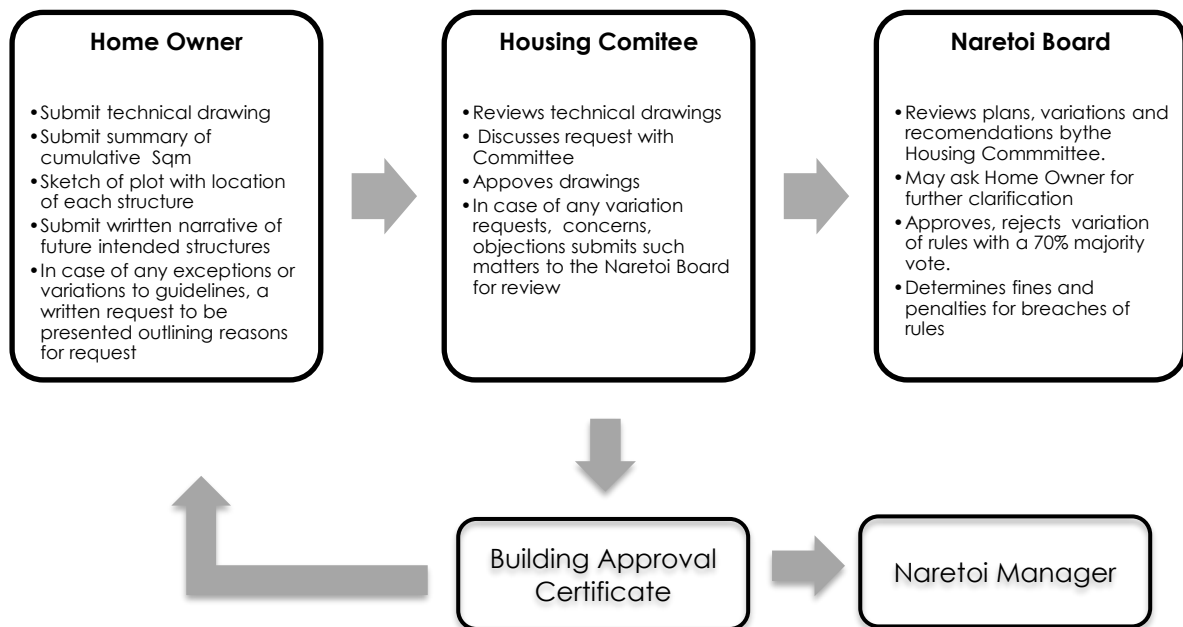 Home Owner
•Submit technical drawing
•Submit summary of
cumulative Sqm
•Sketch of plot with location
of each structure
•Submit wrirtten narrative of
future intended structures
•In case of any exceptions or
variations to guidelines, a
written request to be
presented outlining reasons
for request
Housing Comitee
•Reviews technical drawings
• Discusses request with
Committee
•Appoves drawings
•In case of any variation
requests, concerns,
objections submits such
matters to the Naretoi Board
for review
Naretoi Board
•Reviews plans, variations and
recomendations bythe
Housing Commmittee.
•May ask Home Owner for
further clarification
•Approves, rejects variation
of rules with a 70% majority
vote.
•Determines fines and
penalties for breaches of
rules
Building Approval
Certificate
Naretoi Manager